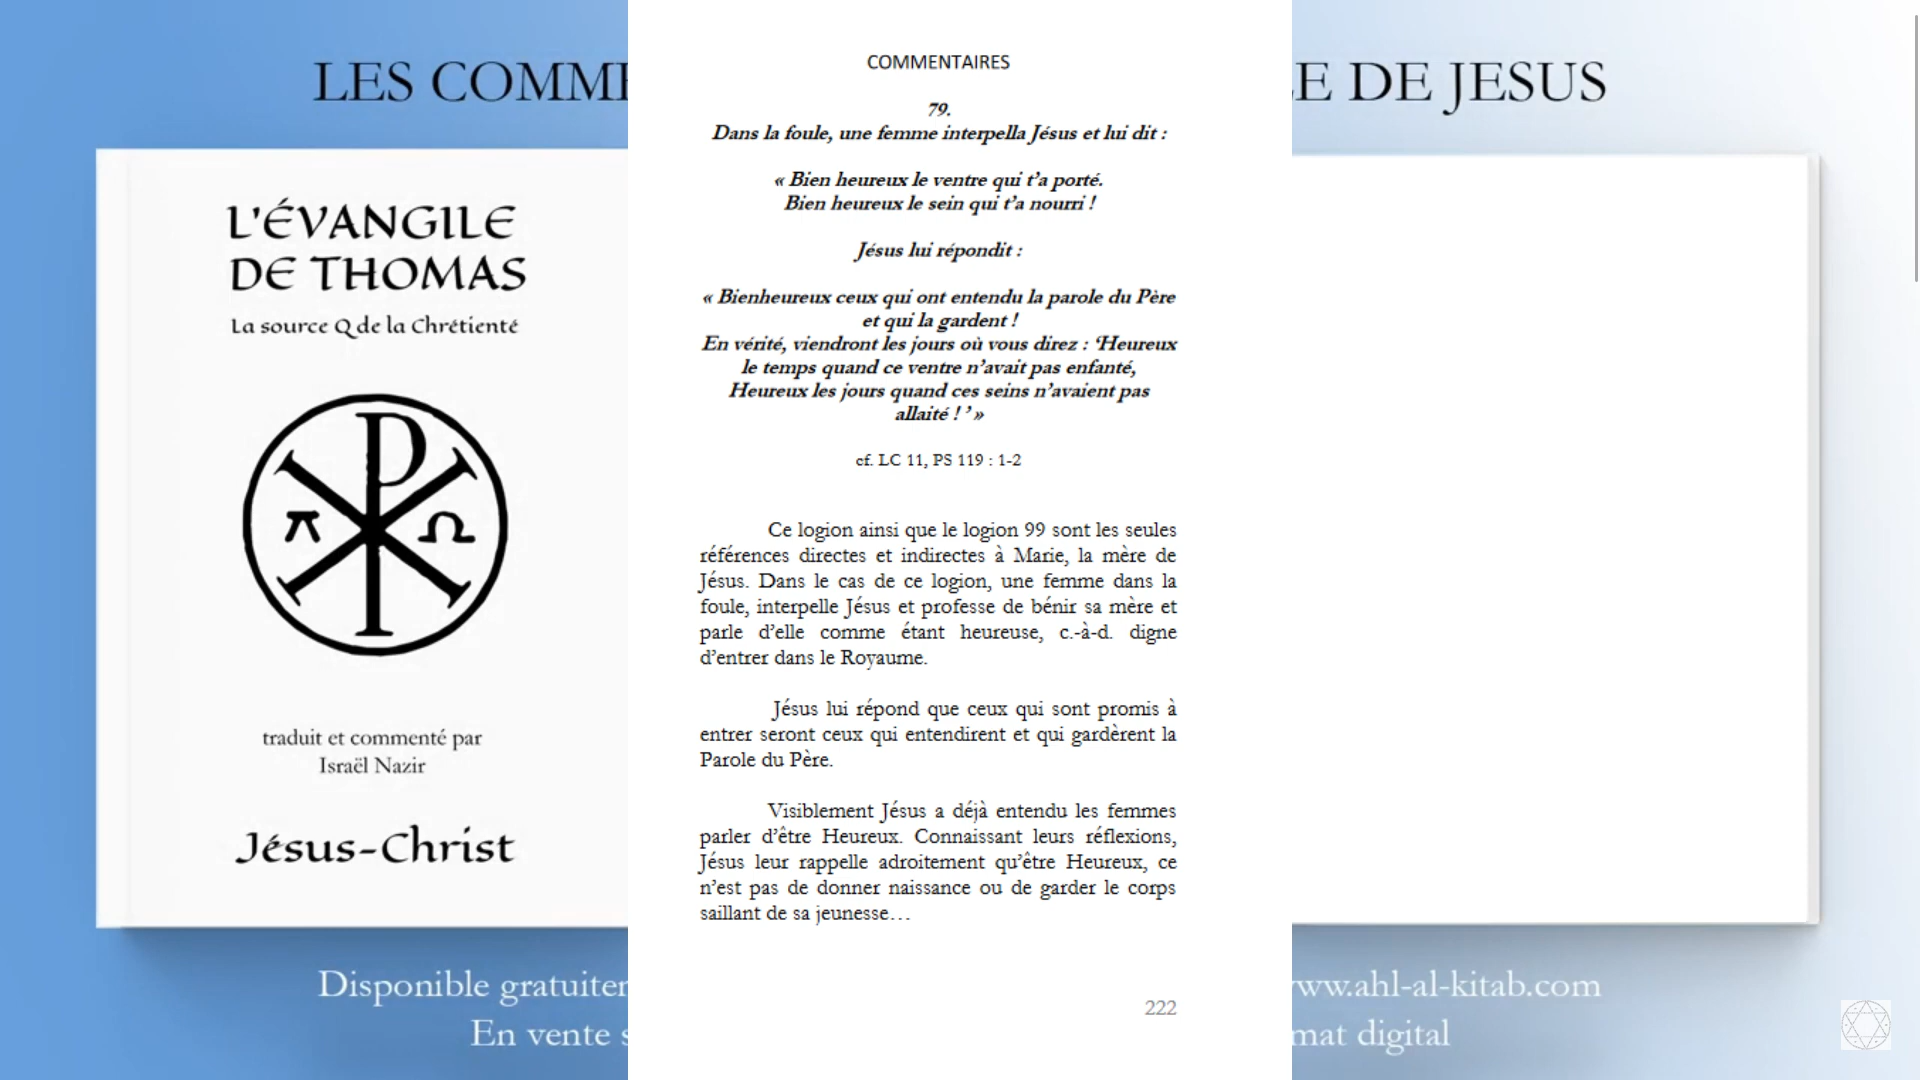 LES COMME
E DE JESUS
L'ÉVANGILE
DE THOMAS
La source Q de la Chrétienté
traduit et commenté par
Israël Nazir
Jésus-Christ
Disponible gratuiter
ww.ahl-al-kitab.com
En vente s
mat digital
COMMENTAIRES
79.
Dans la foule, une femme interpella Jésus et lui dit :
« Bien heureux le ventre qui t’a porté.
Bien heureux le sein qui t’a nourri !
Jésus lui répondit :
« Bienheureux ceux qui ont entendu la parole du Père
et qui la gardent !
En vérité, viendront les jours où vous direz : ‘Heureux
le temps quand ce ventre n’avait pas enfanté,
Heureux les jours quand ces seins n’avaient pas
allaité ! ’ »
cf. LC 11, PS 119 : 1-2
Ce logion ainsi que le logion 99 sont les seules
références directes et indirectes à Marie, la mère de
Jésus. Dans le cas de ce logion, une femme dans la
foule, interpelle Jésus et professe de bénir sa mère et
parle d’elle comme étant heureuse, c.-à-d. digne
d’entrer dans le Royaume.
Jésus lui répond que ceux qui sont promis à
entrer seront ceux qui entendirent et qui gardèrent la
Parole du Père.
Visiblement Jésus a déjà entendu les femmes
parler d’être Heureux. Connaissant leurs réflexions,
Jésus leur rappelle adroitement qu’être Heureux, ce
n’est pas de donner naissance ou de garder le corps
saillant de sa jeunesse…
222